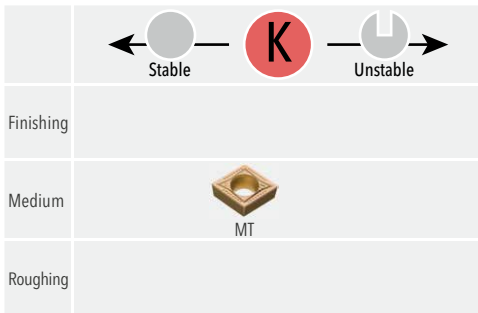 K
Stable
Unstable
Finishing
Medium
MT
Roughing